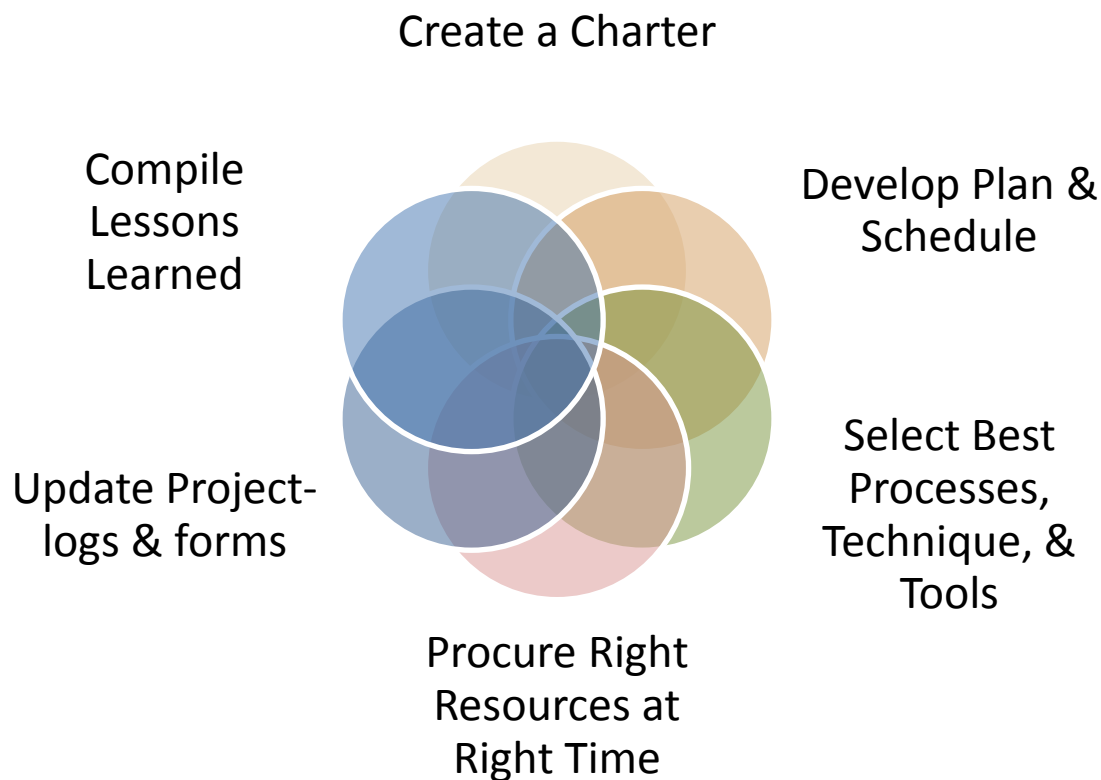 Create a Charter
Develop Plan &
Schedule
Select Best
Processes,
Technique, &
Tools
Procure Right
Resources at
Right Time
Update Project-
logs & forms
Compile
Lessons
Learned